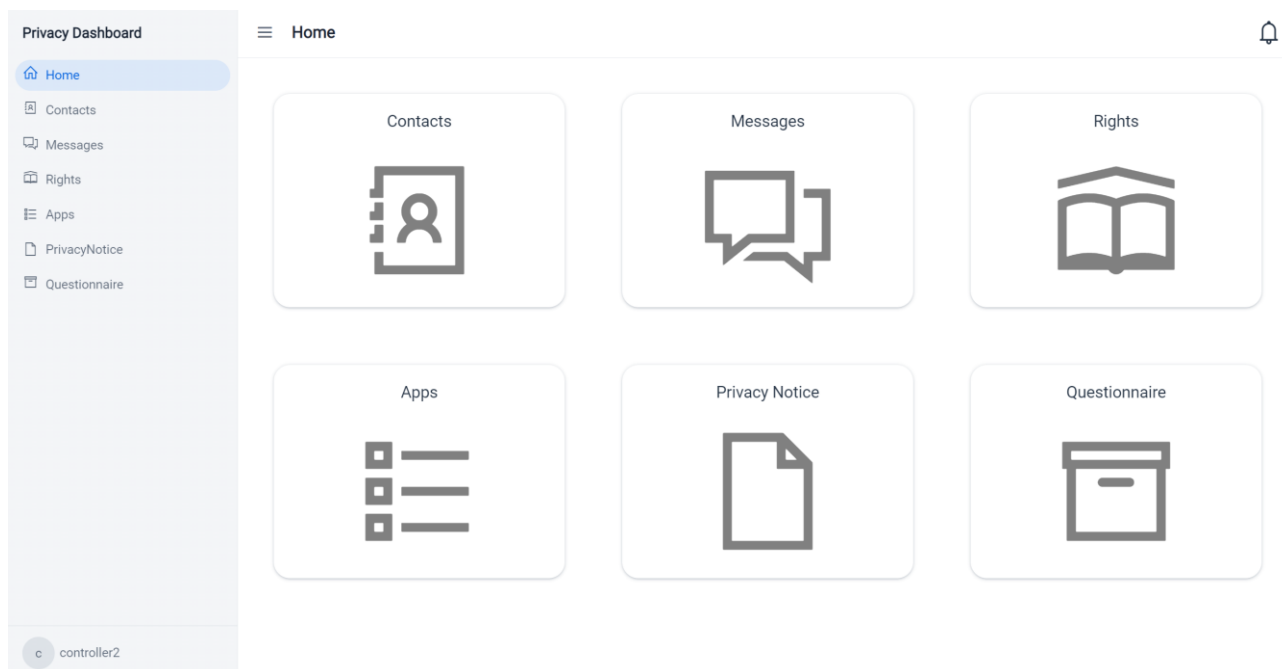 Privacy Dashboard
Home
Contacts
Messages
Rights
Apps
PrivacyNotice
Questionnaire
c controller2
Home
Contacts
Messages
Rights
Apps
Privacy Notice
Questionnaire